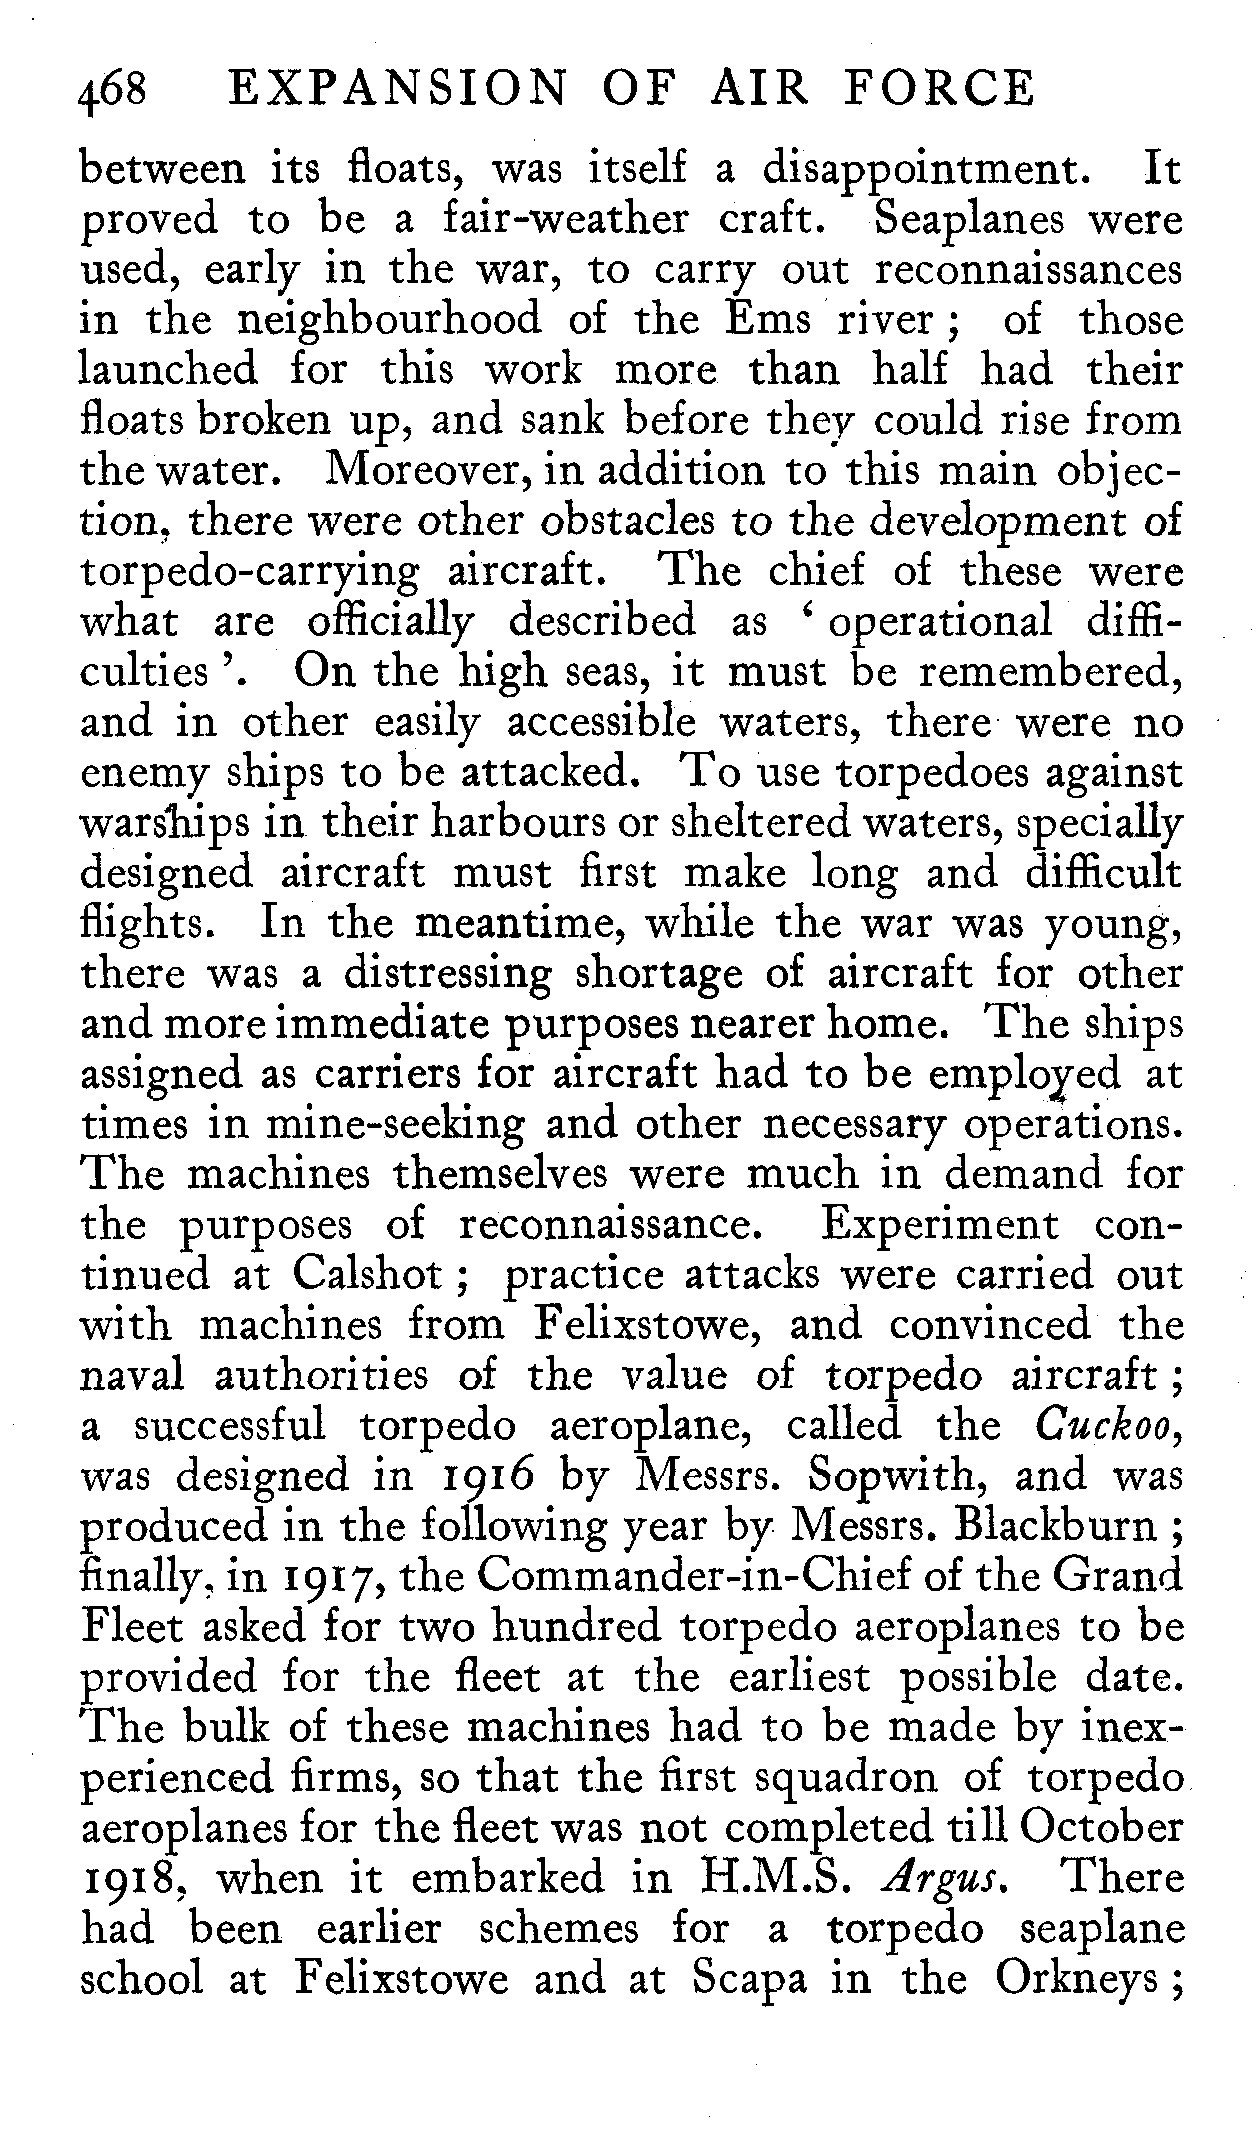 468 EXPANSION OF AIR FORCE
between its floats, was itself a disappointment. It
proved to be a fair-weather craft. Seaplanes were
used, early in the war, to carry out reconnaissances
in the neighbourhood of the Ems river ; of those
launched for this work more than half had their
floats broken up, and sank before they could rise from
the water. Moreover, in addition to this main objec-
tion, there were other obstacles to the development of
torpedo-carrying aircraft. The chief of these were
what are officially described as ‘ operational diffi-
culties ’. On the high seas, it must be remembered,
and in other easily accessible waters, there were no
enemy ships to be attacked. To use torpedoes against
warships in their harbours or sheltered waters, specially
designed aircraft must first make long and difficult
flights. In the meantime, while the war was young,
there was a distressing shortage of aircraft for other
and more immediate purposes nearer home. The ships
assigned as carriers for aircraft had to be employed at
times in mine-seeking and other necessary operations.
The machines themselves were much in demand for
the purposes of reconnaissance. Experiment con-
tinued at Calshot ; practice attacks were carried out
with machines from Felixstowe, and convinced the
naval authorities of the value of torpedo aircraft ;
a successful torpedo aeroplane, called the Cuckoo,
was designed in 1916 by Messrs. Sopwith, and was
produced in the following year by Messrs. Blackburn ;
finally, in 1917, the Commander-in-Chief of the Grand
Fleet asked for two hundred torpedo aeroplanes to be
provided for the fleet at the earliest possible date.
The bulk of these machines had to be made by inex-
perienced firms, so that the first squadron of torpedo
aeroplanes for the fleet was not completed till October
1918, when it embarked in H.M.S. Argus. There
had been earlier schemes for a torpedo seaplane
school at Felixstowe and at Scapa in the Orkneys ;